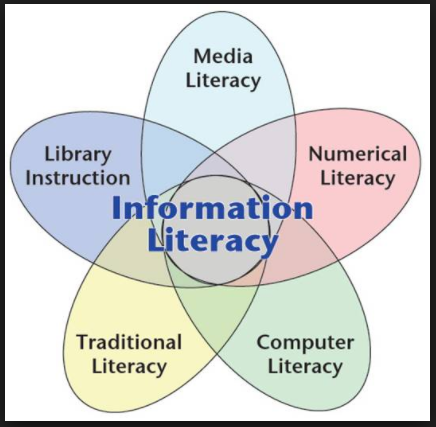 Media
Literacy
Library
Instruction
Numerical
Literacy
Information
Literacy
Traditional
Literacy
Computer
Literacy